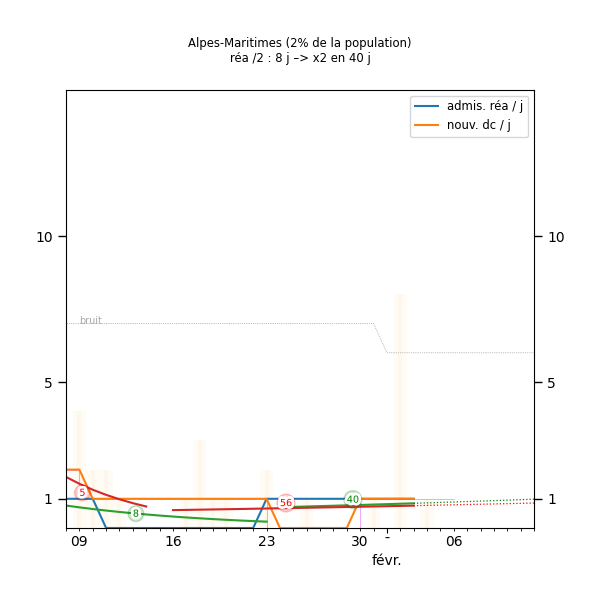 Alpes-Maritimes (2% de la population)
réa /2 : 8 j –> x2 en 40 j
admis. réa / j
nouv. dc / j
10
10
bruit
5
5
5
56
40
8
1
1
09
16
23
30
06
févr.